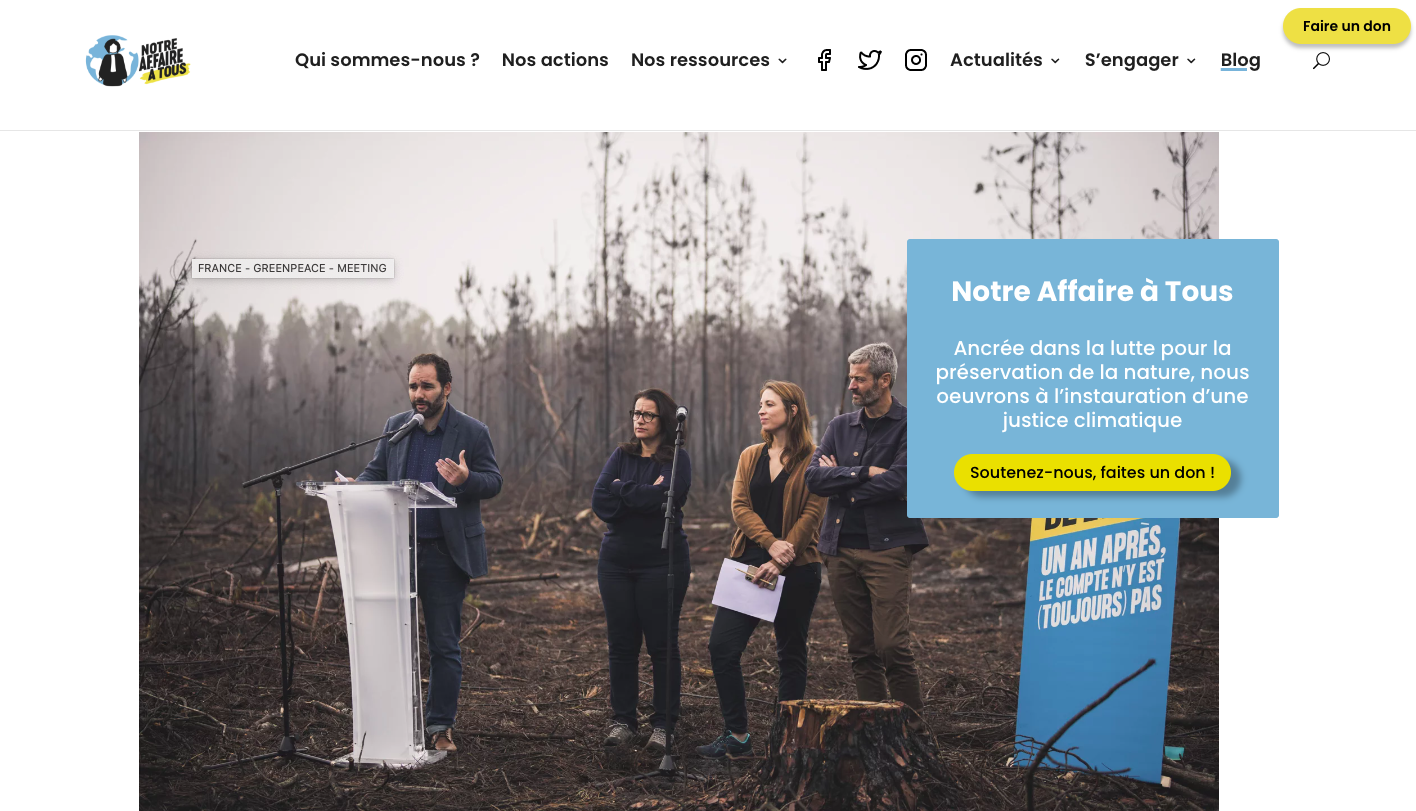 Faire un don
NOTRE
AFFAIRE
À TOUS
Qui sommes-nous ? Nos actions Nos ressources Actualités S’engager Blog
FRANCE - GREENPEACE - MEETING
Notre Affaire à Tous
Ancrée dans la lutte pour la
préservation de la nature, nous
oeuvrons à l’instauration d’une
justice climatique
Soutenez-nous, faites un don !
UN AN APRÈS,
LE COMPTE N'Y EST
(TOUJOURS) PAS